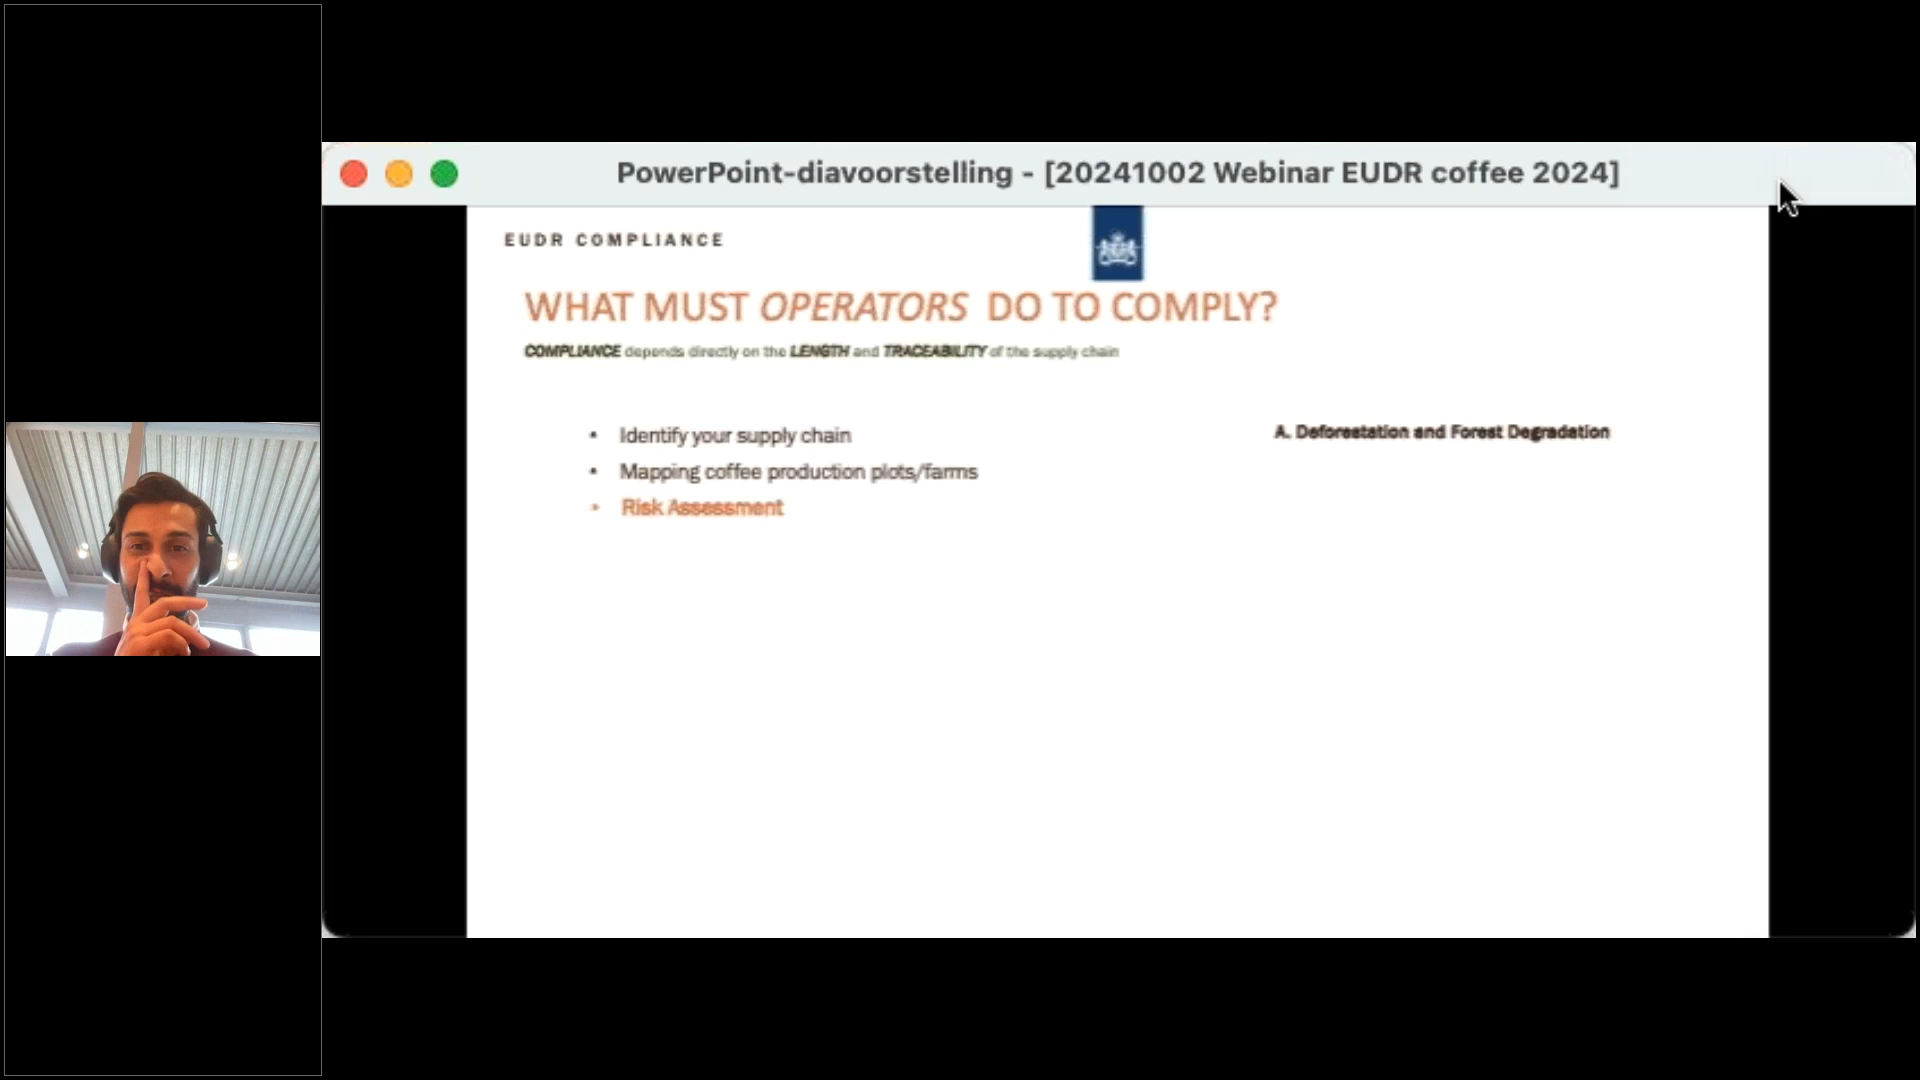 PowerPoint-diavoorstelling - [20241002 Webinar EUDR coffee 2024]
EUDR COMPLIANCE
WHAT MUST OPERATORS DO TO COMPLY?
COMPLIANCE depends directly on the LENGTH and TRACEABILITY of the supply chain
• Identify your supply chain
• Mapping coffee production plots/farms
• Risk Assessment
A. Deforestation and Forest Degradation